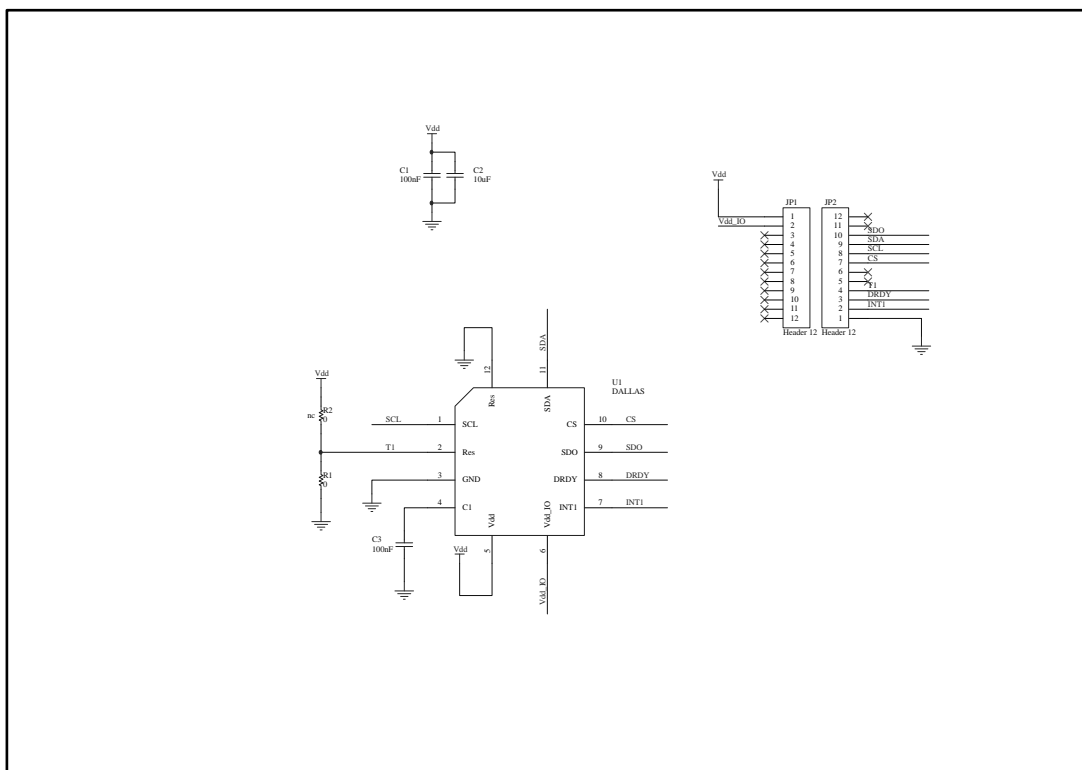 Vdd
C1
100nF
C2
10uF
Vdd
JP1
JP2
1
12
Vdd_IO
2
11
3
10
SDO
4
9
SDA
5
8
SCL
6
7
CS
7
6
8
5
9
4
T1
10
3
DRDY
11
2
INT1
12
1
Header 12
Header 12
SDA
12
11
U1
DALLAS
Vdd
Res
SDA
nc
R2
0
SCL
1
SCL
CS
10
CS
T1
2
Res
SDO
9
SDO
R1
0
3
GND
DRDY
8
DRDY
4
C1
Vdd
Vdd_IO
INT1
7
INT1
C3
100nF
Vdd
5
6
Vdd_IO